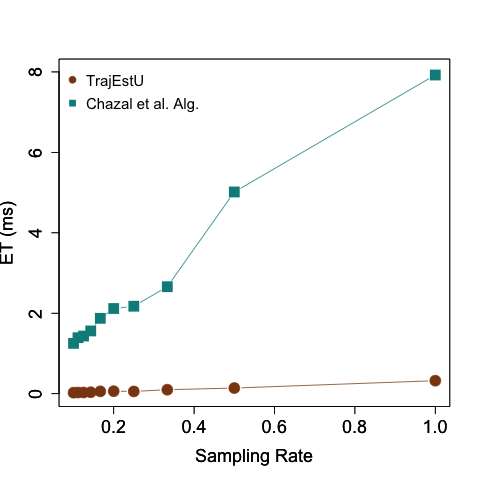 TrajEstU
Chazal et al. Alg.
8
6
4
2
0
ET (ms)
0.2 0.4 0.6 0.8 1.0
Sampling Rate